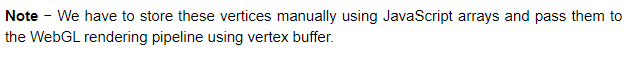 Note − We have to store these vertices manually using JavaScript arrays and pass them to
the WebGL rendering pipeline using vertex buffer.